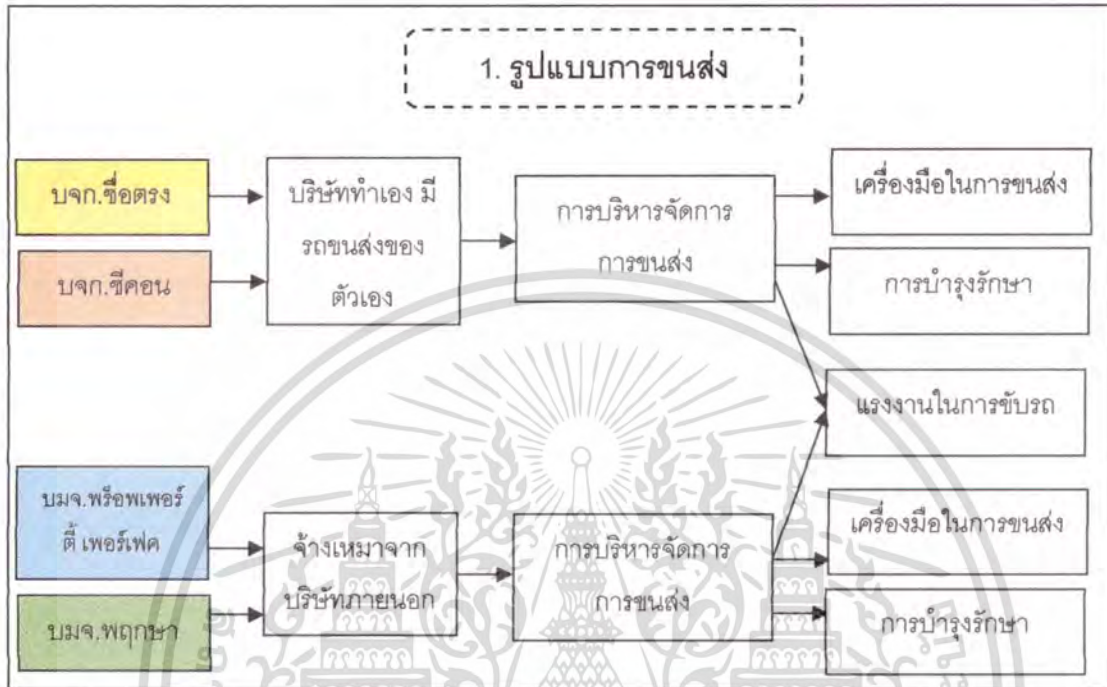 1. รูปแบบการขนส่ง
บจก.ซื่อตรง
บจก.ซีคอน
บริษัททำเอง มี
รถขนส่งของ
ตัวเอง
การบริหารจัดการ
การขนส่ง
เครื่องมือในการขนส่ง
การบำรุงรักษา
แรงงานในการขับรถ
บมจ.พร็อพเพอร์
ตี้ เพอร์เฟค
บมจ.พฤกษา
จ้างเหมาจาก
บริษัทภายนอก
การบริหารจัดการ
การขนส่ง
เครื่องมือในการขนส่ง
การบำรุงรักษา